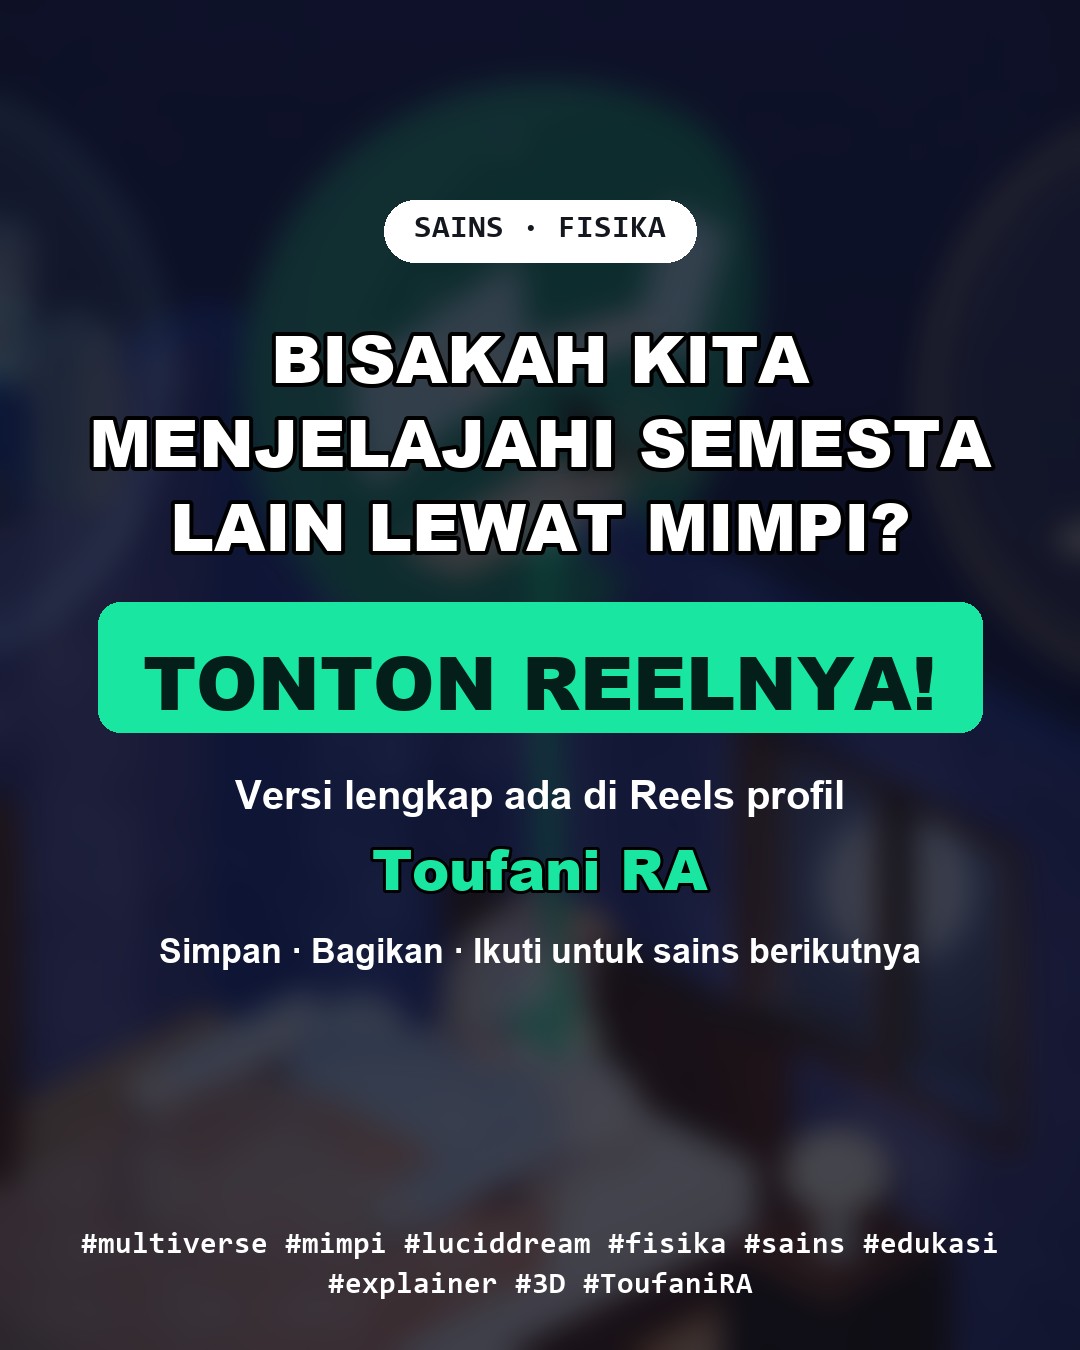 SAINS · FISIKA
BISAKAH KITA
MENJELAJAHI SEMESTA
LAIN LEWAT MIMPI?
TONTON REELNYA!
Versi lengkap ada di Reels profil
Toufani RA
Simpan · Bagikan · Ikuti untuk sains berikutnya
#multiverse #mimpi #luciddream #fisika #sains #edukasi
#explainer #3D #ToufaniRA